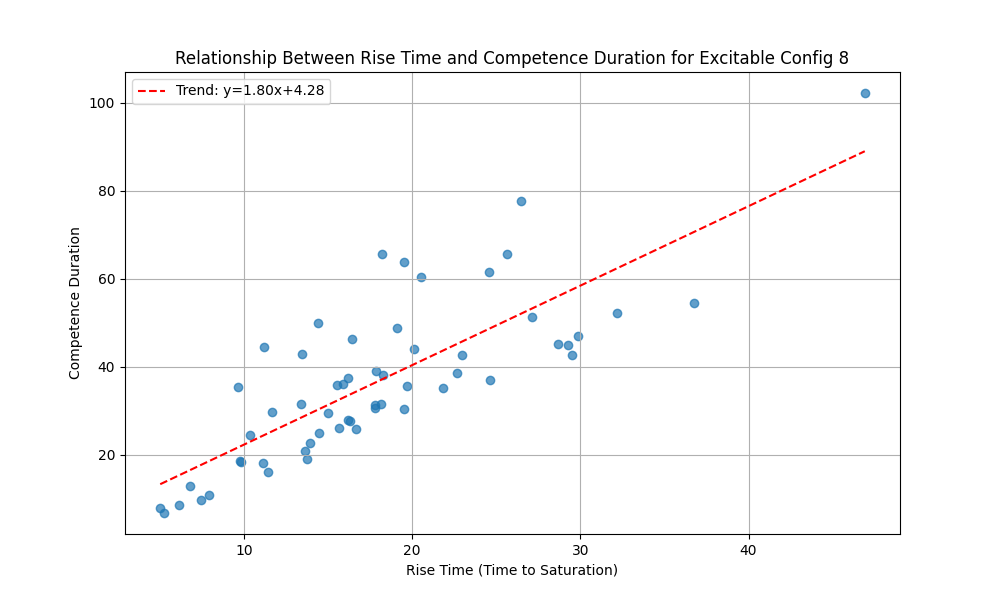 Relationship Between Rise Time and Competence Duration for Excitable Config 8
Trend: y=1.80x+4.28
100
80
60
40
20
Competence Duration
10 20 30 40
Rise Time (Time to Saturation)